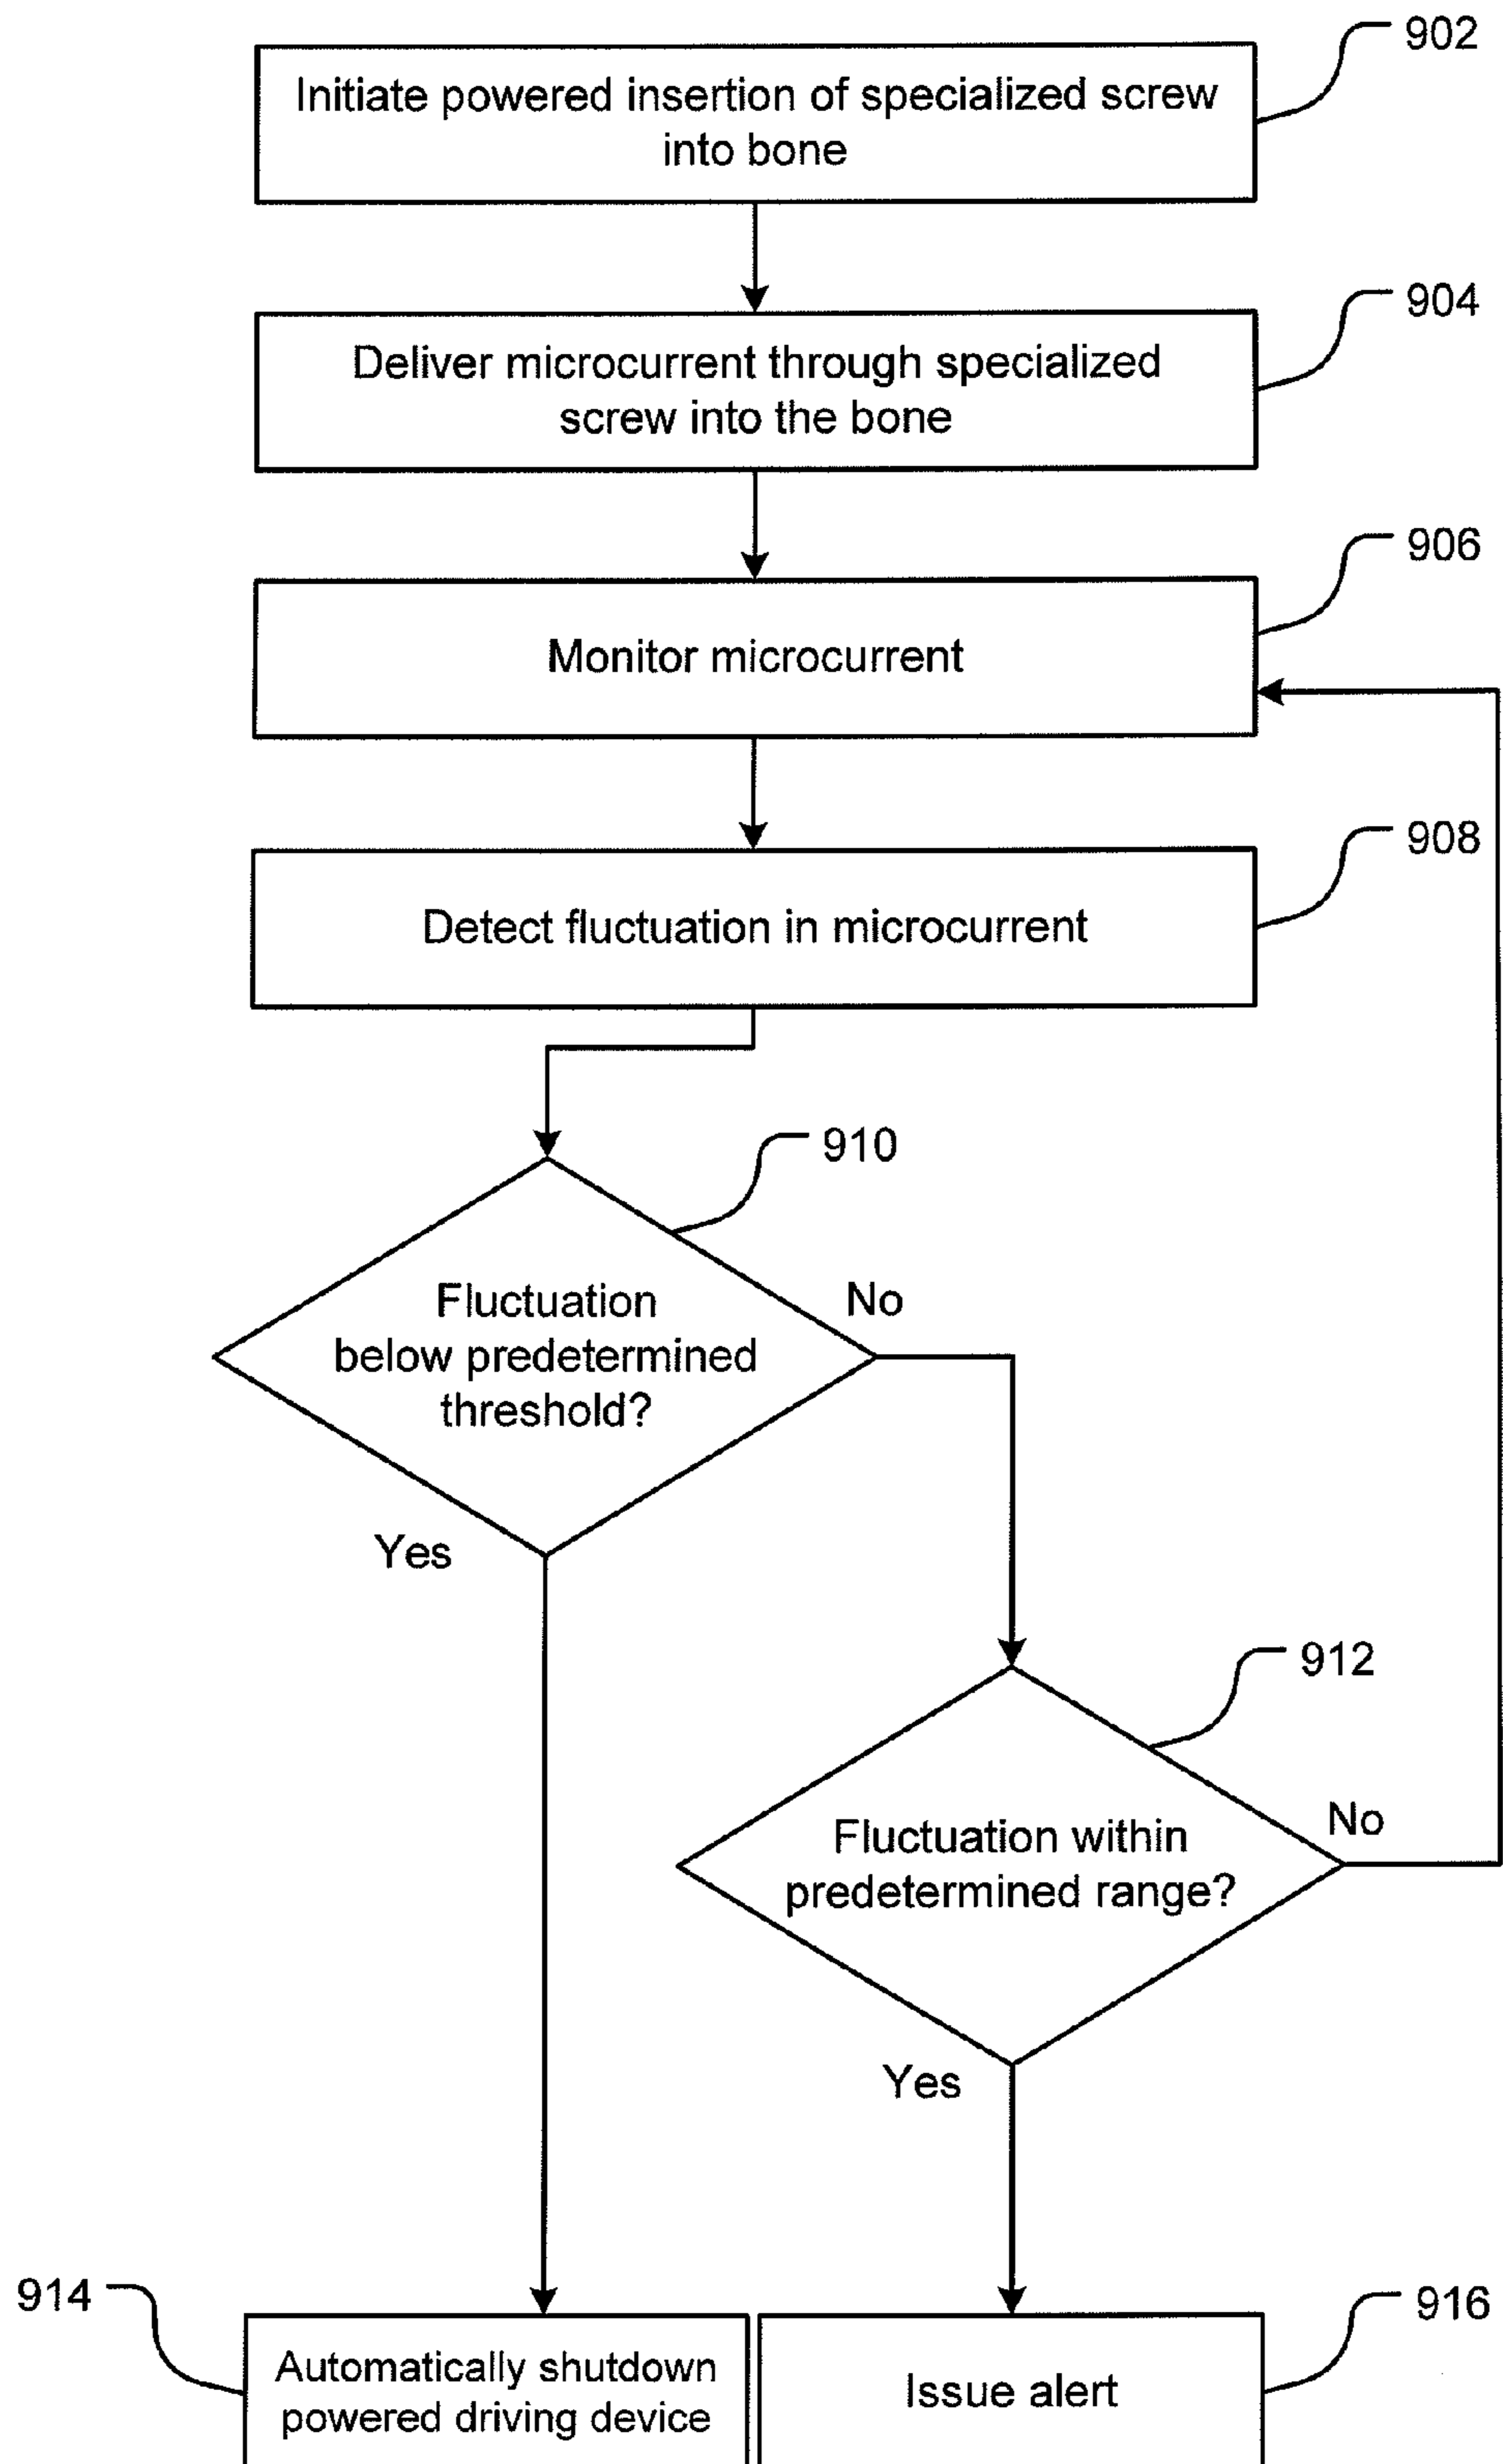 902
Initiate powered insertion of specialized screw
into bone
904
Deliver microcurrent through specialized
screw into the bone
906
Monitor microcurrent
908
Detect fluctuation in microcurrent
910
Fluctuation
below predetermined
threshold?
No
Yes
912
Fluctuation within
predetermined range?
No
Yes
914
Automatically shutdown
powered driving device
916
Issue alert